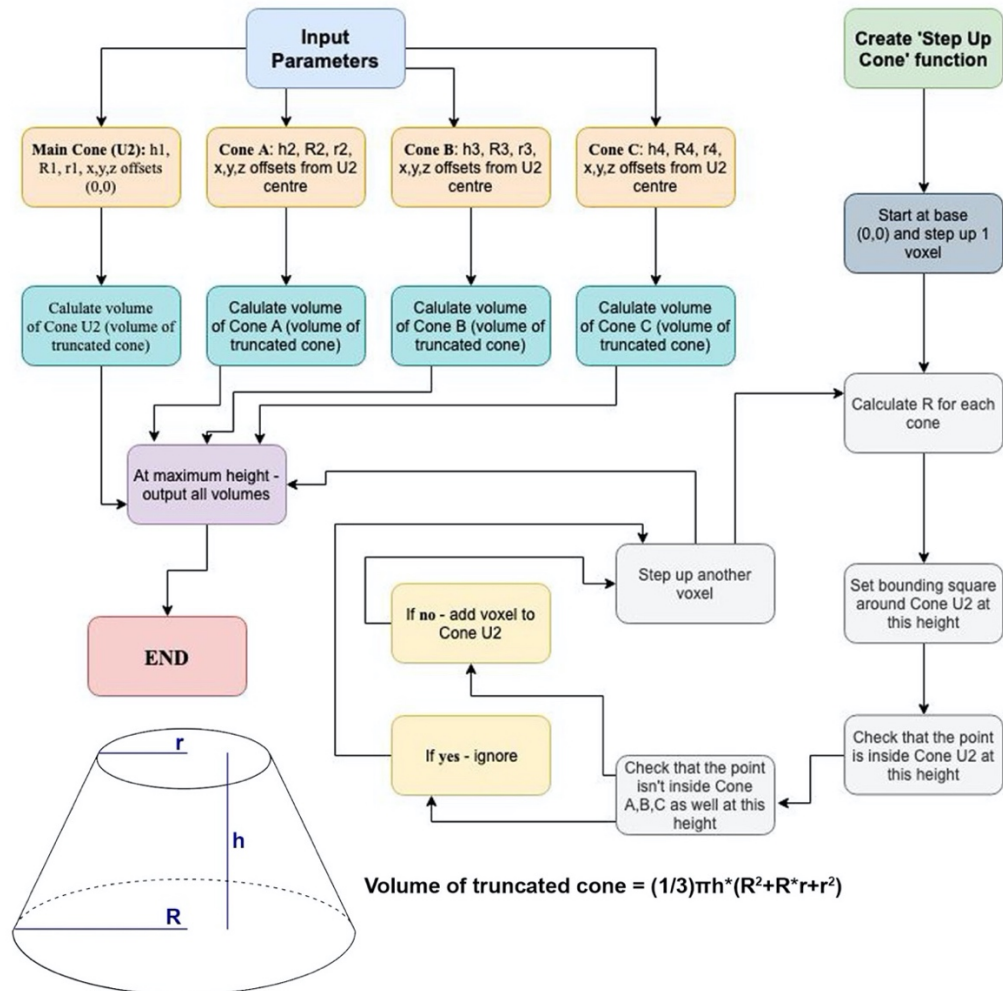 Input
Parameters
Create 'Step Up
Cone' function
Main Cone (U2): h1,
R1, r1, x,y,z offsets
(0,0)
Cone A: h2, R2, r2,
x,y,z offsets from U2
centre
Cone B: h3, R3, r3,
x,y,z offsets from U2
centre
Cone C: h4, R4, r4,
x,y,z offsets from U2
centre
Start at base
(0,0) and step up 1
voxel
Calulate volume
of Cone U2 (volume of
truncated cone)
Calulate volume
of Cone A (volume of
truncated cone)
Calulate volume
of Cone B (volume of
truncated cone)
Calulate volume
of Cone C (volume of
truncated cone)
Calculate R for each
cone
At maximum height -
output all volumes
Step up another
voxel
Set bounding square
around Cone U2 at
this height
If no - add voxel to
Cone U2
END
If yes - ignore
Check that the point
isn't inside Cone
A,B,C as well at this
height
Check that the point
is inside Cone U2 at
this height
r
h
R
Volume of truncated cone = (1/3)πh*(R²+R*r+r²)